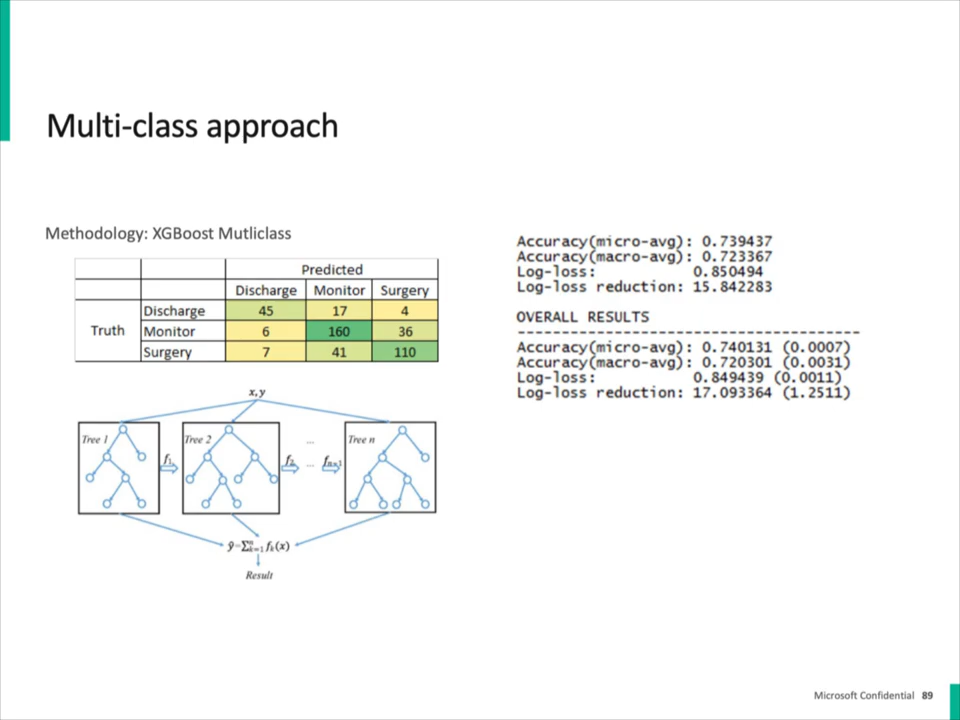 Multi-class approach
Methodology: XGBoost Mutliclass
Predicted
Discharge Monitor Surgery
Truth
Discharge 45 17 4
Monitor 6 160 36
Surgery 7 41 110
x, y
Tree 1
f₁
Tree 2
f₂
...
...
fₙ₋₁
Tree n
ŷ=Σⁿₖ₌₁ fₖ(x)
Result
Accuracy(micro-avg): 0.739437
Accuracy(macro-avg): 0.723367
Log-loss: 0.850494
Log-loss reduction: 15.842283
OVERALL RESULTS
---------------------------------------
Accuracy(micro-avg): 0.740131 (0.0007)
Accuracy(macro-avg): 0.720301 (0.0031)
Log-loss: 0.849439 (0.0011)
Log-loss reduction: 17.093364 (1.2511)
Microsoft Confidential 89